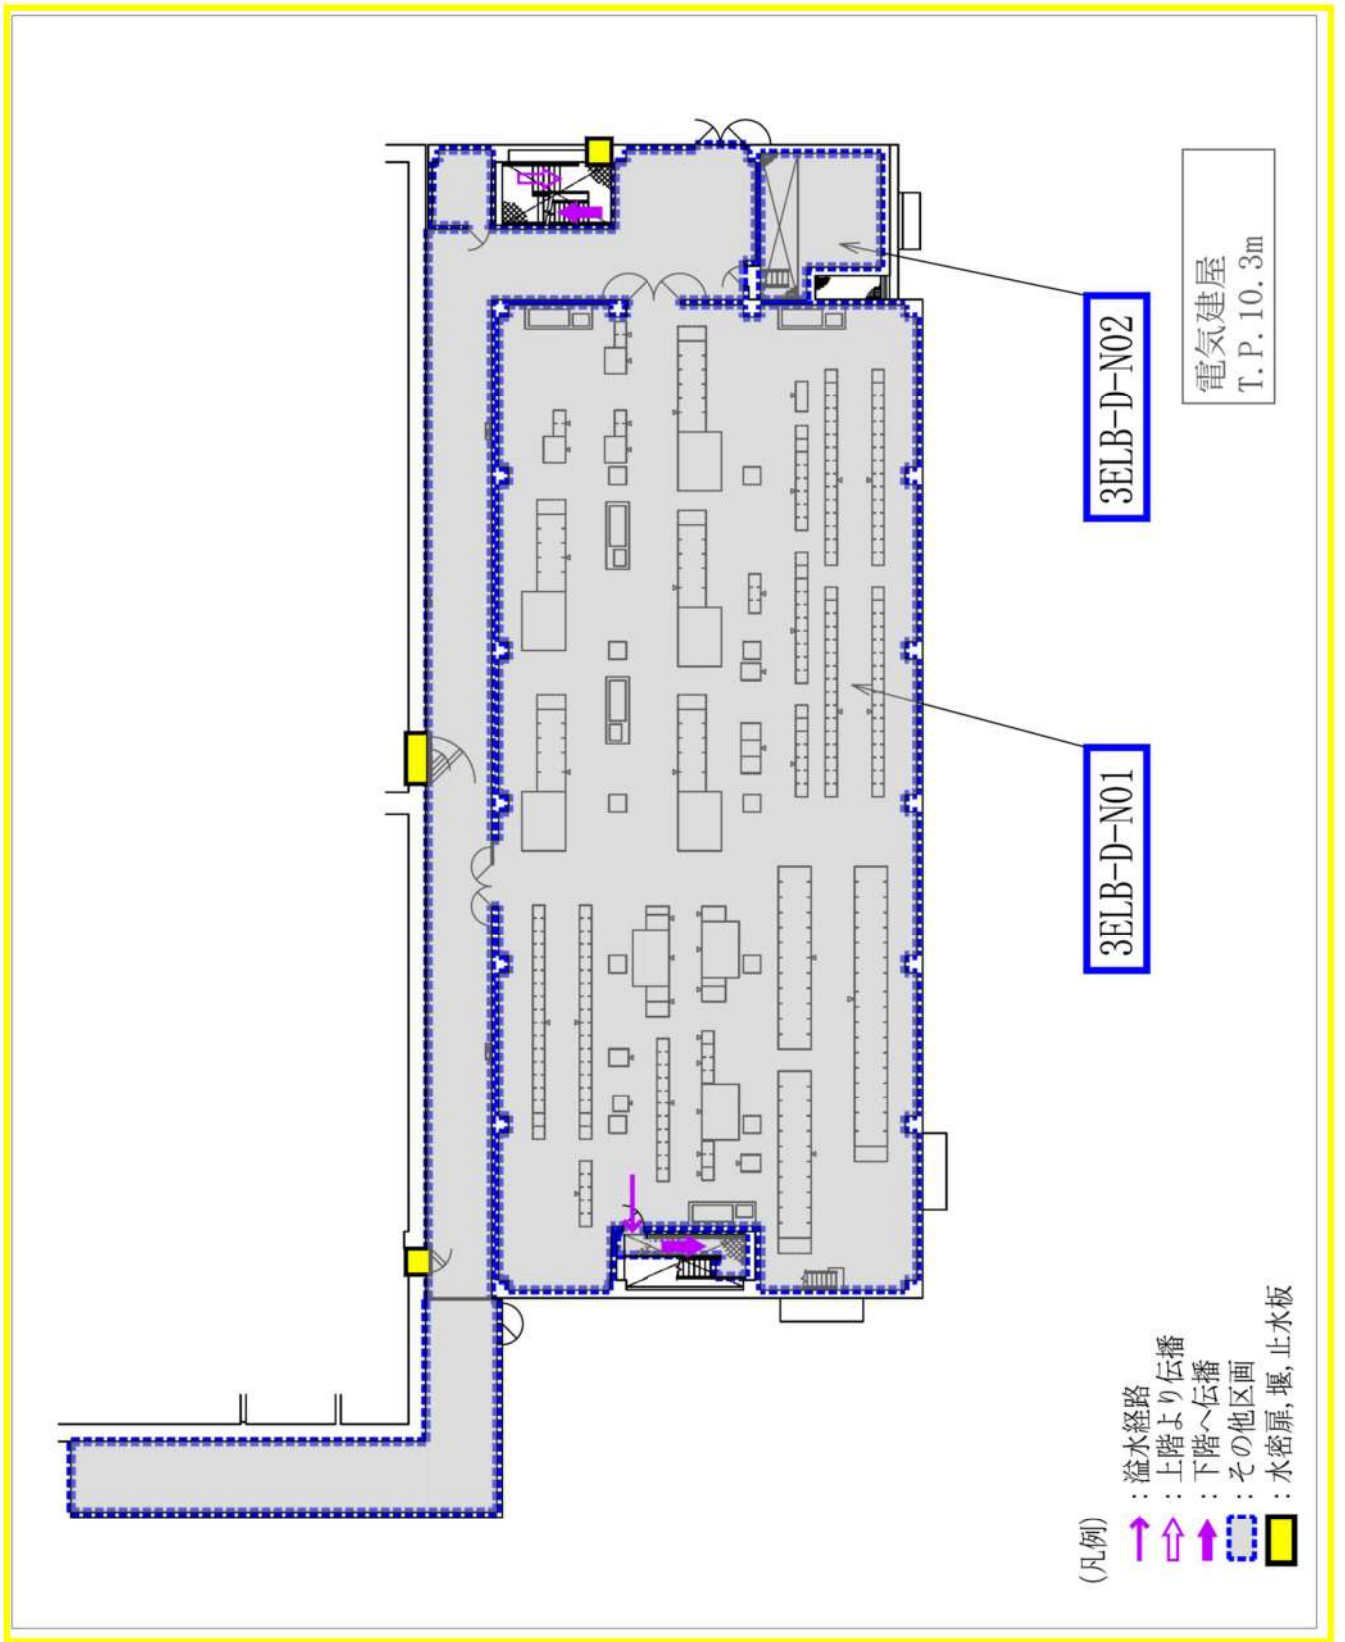 電気建屋
T.P.10.3m
3ELB-D-N01
3ELB-D-N02
(凡例)
：溢水経路
：上階より伝播
：下階へ伝播
：その他区画
：水密扉，堰，止水板